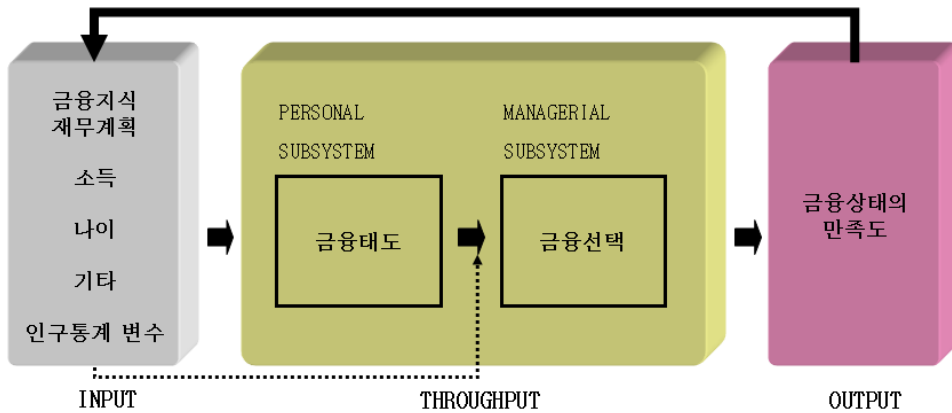 금융지식
재무계획
소득
나이
기타
인구통계 변수
PERSONAL
SUBSYSTEM
금융태도
MANAGERIAL
SUBSYSTEM
금융선택
금융상태의
만족도
INPUT
THROUGHPUT
OUTPUT